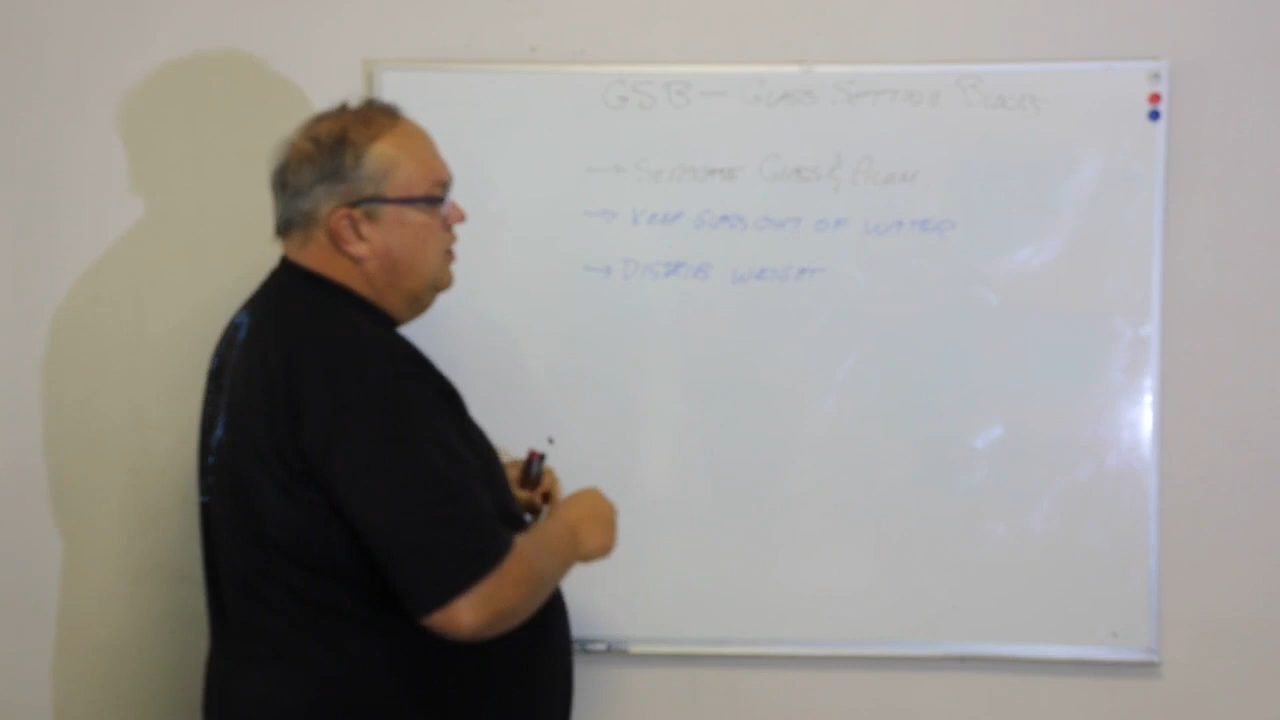 GSB — GLASS SETTING BLOCKS
→ SEPARATE GLASS & ALUM.
→ KEEP GLASS OUT OF WATER
→ DISTRIB WEIGHT